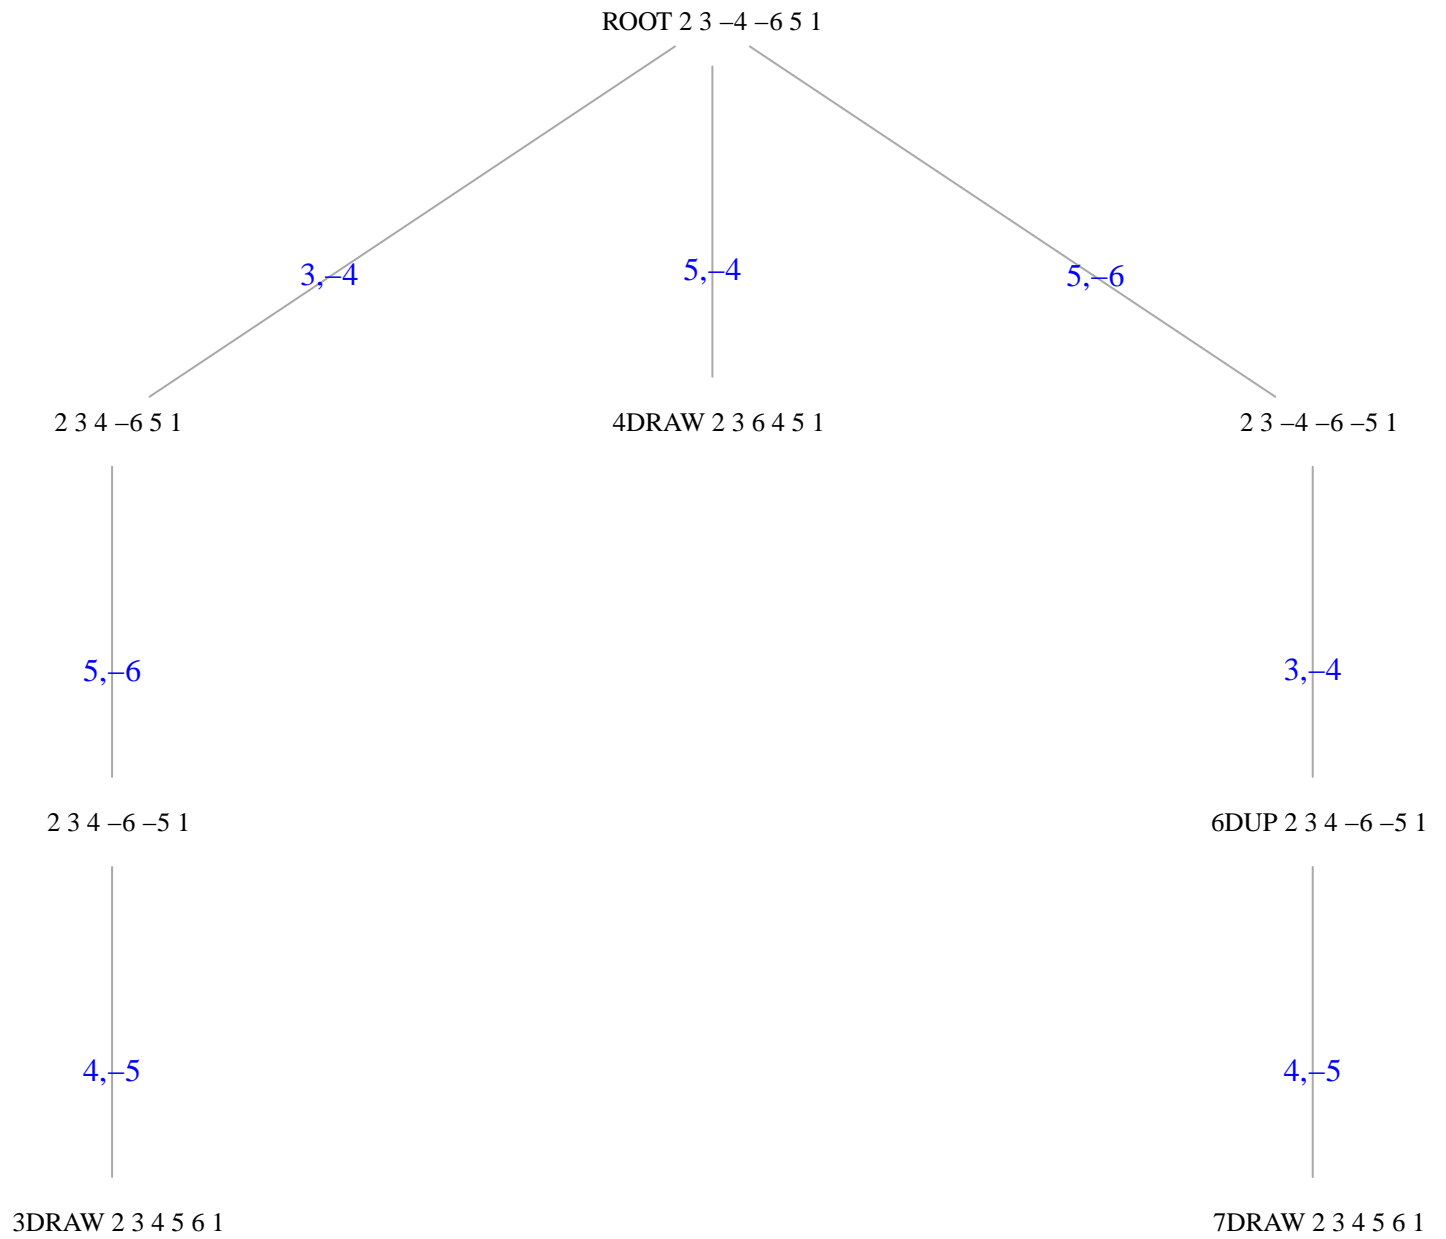 ROOT 2 3 –4 –6 5 1
3,–4
5,–4
5,–6
2 3 4 –6 5 1
4DRAW 2 3 6 4 5 1
2 3 –4 –6 –5 1
5,–6
3,–4
2 3 4 –6 –5 1
6DUP 2 3 4 –6 –5 1
4,–5
4,–5
3DRAW 2 3 4 5 6 1
7DRAW 2 3 4 5 6 1